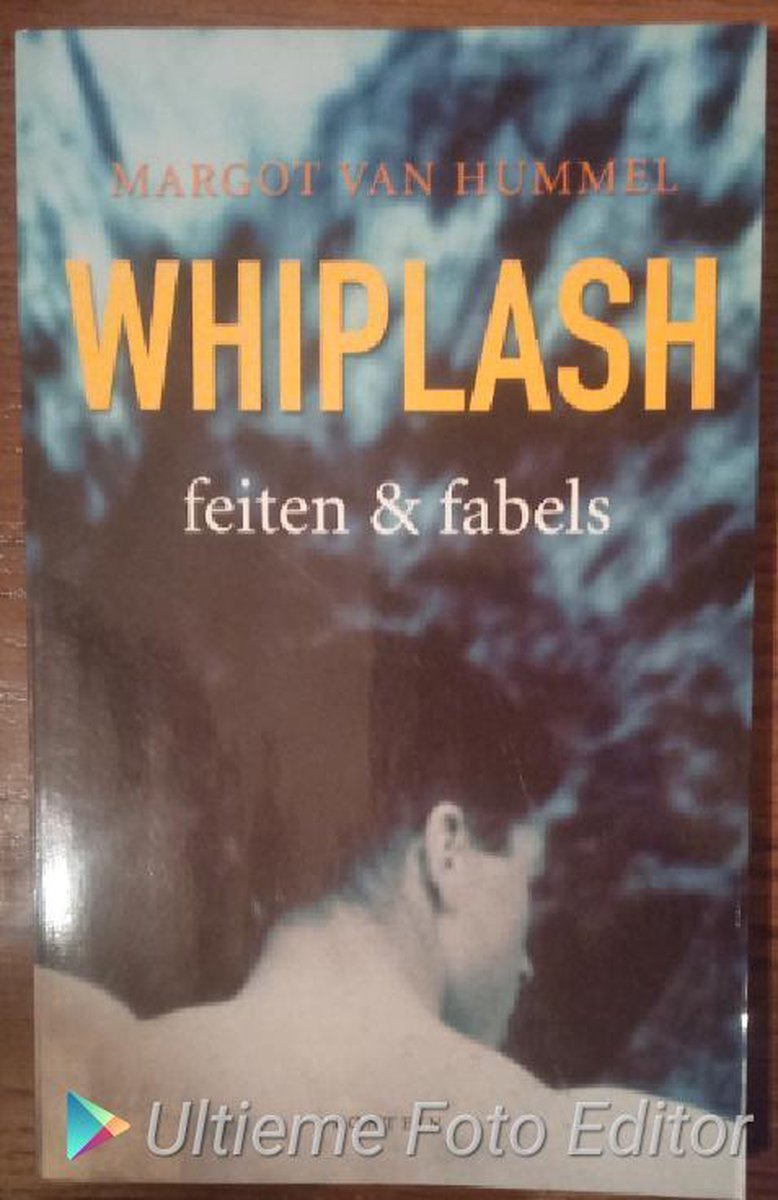 MARGOT VAN HUMMEL
WHIPLASH
feiten & fabels
Ultieme Foto Editor